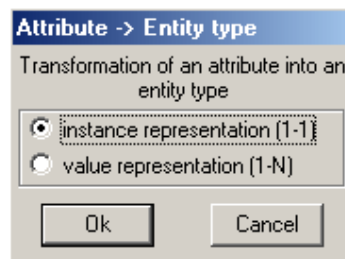 Attribute -> Entity type
Transformation of an attribute into an
entity type
instance representation (1-1)
value representation (1-N)
Ok Cancel